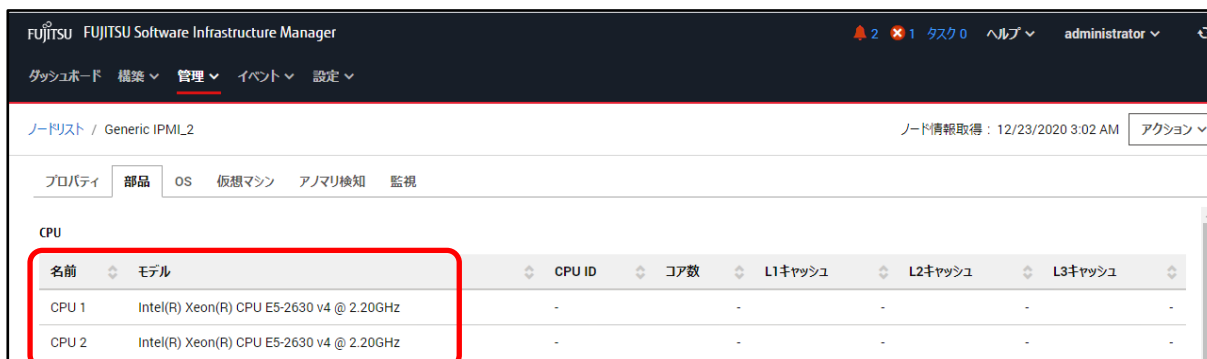 FUJITSU FUJITSU Software Infrastructure Manager 2 1 タスク 0 ヘルプ administrator
ダッシュボード 構築 管理 イベント 設定
ノードリスト / Generic IPMI_2 ノード情報取得 : 12/23/2020 3:02 AM アクション
プロパティ 部品 OS 仮想マシン アノマリ検知 監視
CPU
名前 モデル CPU ID コア数 L1キャッシュ L2キャッシュ L3キャッシュ
CPU 1 Intel(R) Xeon(R) CPU E5-2630 v4 @ 2.20GHz - - - - -
CPU 2 Intel(R) Xeon(R) CPU E5-2630 v4 @ 2.20GHz - - - - -